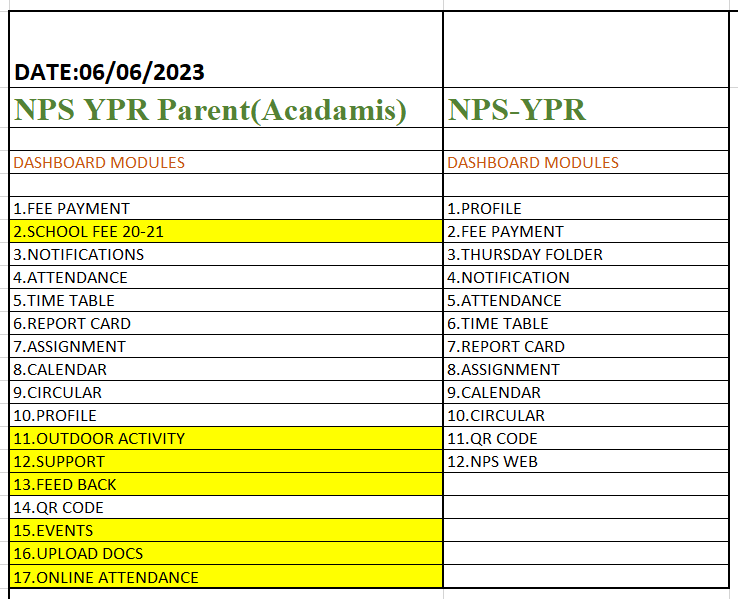 DATE:06/06/2023
NPS YPR Parent(Acadamis)
NPS-YPR
DASHBOARD MODULES
DASHBOARD MODULES
1.FEE PAYMENT
1.PROFILE
2.SCHOOL FEE 20-21
2.FEE PAYMENT
3.NOTIFICATIONS
3.THURSDAY FOLDER
4.ATTENDANCE
4.NOTIFICATION
5.TIME TABLE
5.ATTENDANCE
6.REPORT CARD
6.TIME TABLE
7.ASSIGNMENT
7.REPORT CARD
8.CALENDAR
8.ASSIGNMENT
9.CIRCULAR
9.CALENDAR
10.PROFILE
10.CIRCULAR
11.OUTDOOR ACTIVITY
11.QR CODE
12.SUPPORT
12.NPS WEB
13.FEED BACK
14.QR CODE
15.EVENTS
16.UPLOAD DOCS
17.ONLINE ATTENDANCE